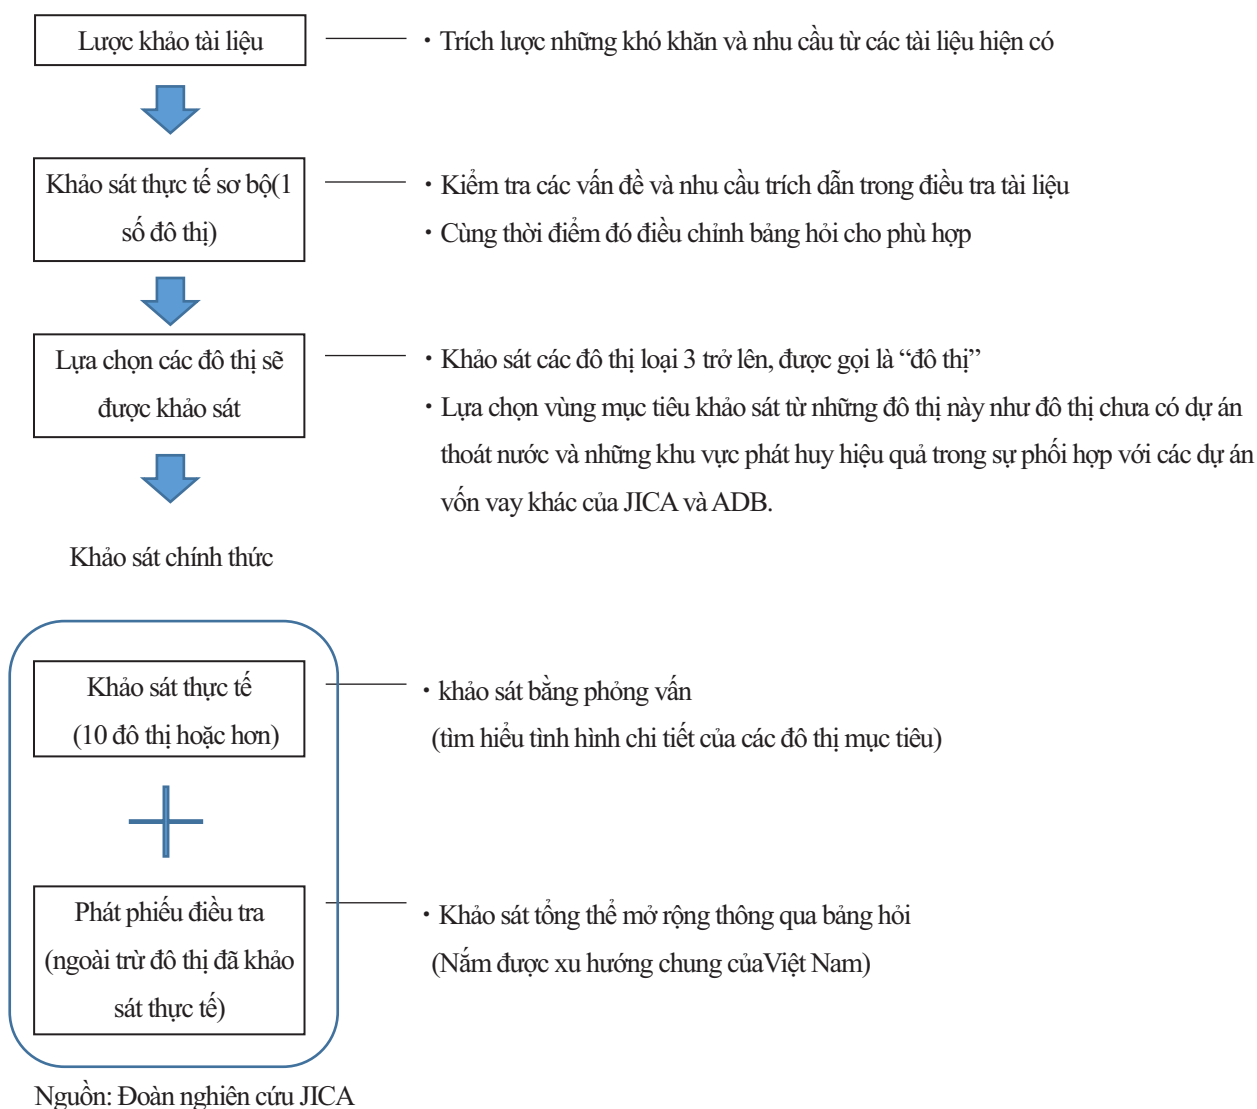 Lược khảo tài liệu
・Trích lược những khó khăn và nhu cầu từ các tài liệu hiện có
Khảo sát thực tế sơ bộ(1
số đô thị)
・Kiểm tra các vấn đề và nhu cầu trích dẫn trong điều tra tài liệu
・Cùng thời điểm đó điều chỉnh bảng hỏi cho phù hợp
Lựa chọn các đô thị sẽ
được khảo sát
・Khảo sát các đô thị loại 3 trở lên, được gọi là “đô thị”
・Lựa chọn vùng mục tiêu khảo sát từ những đô thị này như đô thị chưa có dự án
thoát nước và những khu vực phát huy hiệu quả trong sự phối hợp với các dự án
vốn vay khác của JICA và ADB.
Khảo sát chính thức
Khảo sát thực tế
(10 đô thị hoặc hơn)
・khảo sát bằng phỏng vấn
(tìm hiểu tình hình chi tiết của các đô thị mục tiêu)
Phát phiếu điều tra
(ngoài trừ đô thị đã khảo
sát thực tế)
・Khảo sát tổng thể mở rộng thông qua bảng hỏi
(Nắm được xu hướng chung củaViệt Nam)
Nguồn: Đoàn nghiên cứu JICA